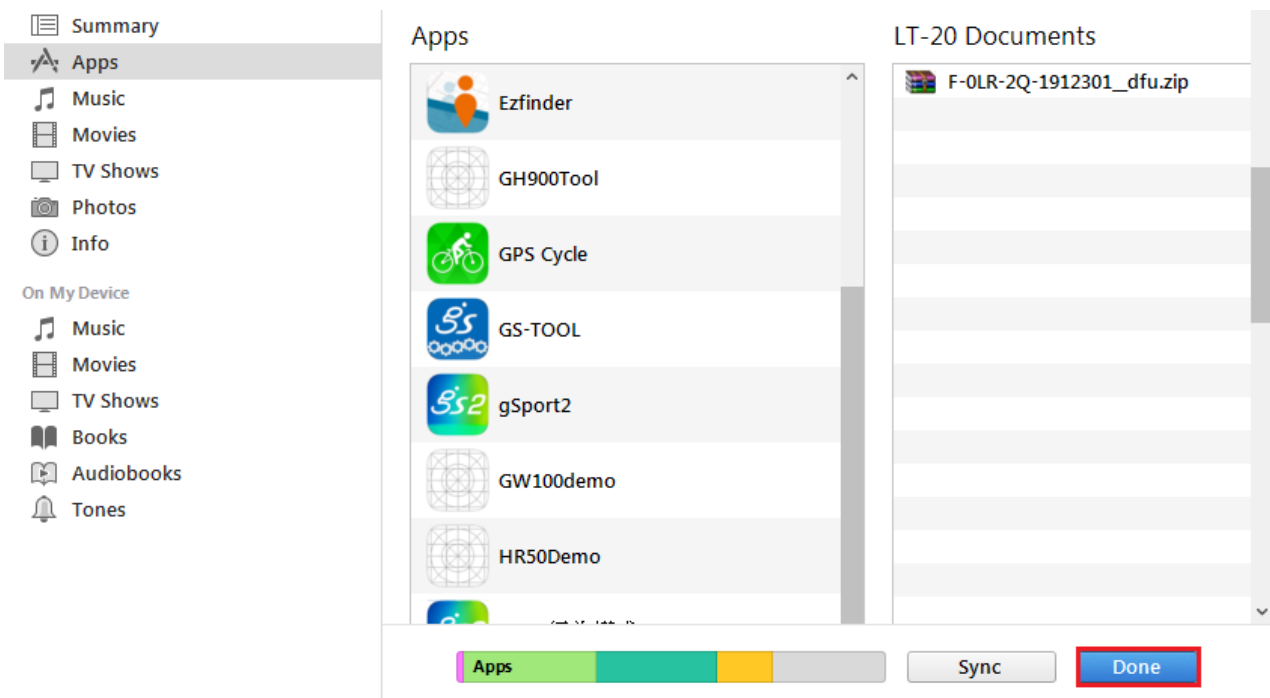 Summary
Apps
Music
Movies
TV Shows
Photos
Info
On My Device
Music
Movies
TV Shows
Books
Audiobooks
Tones
Apps
Ezfinder
GH900Tool
GPS Cycle
GS-TOOL
gSport2
GW100demo
HR50Demo
LT-20 Documents
F-0LR-2Q-1912301_dfu.zip
Apps
Sync
Done